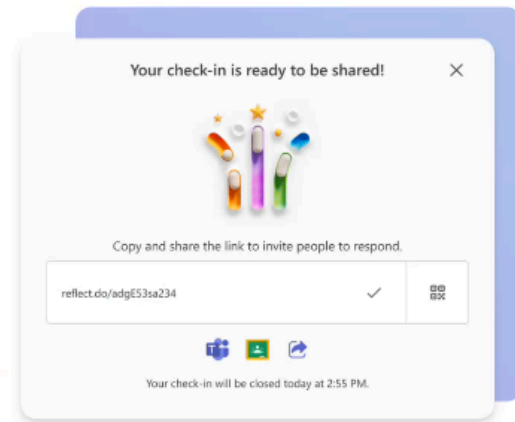 Your check-in is ready to be shared!
Copy and share the link to invite people to respond.
reflect.do/adgE53sa234
Your check-in will be closed today at 2:55 PM.